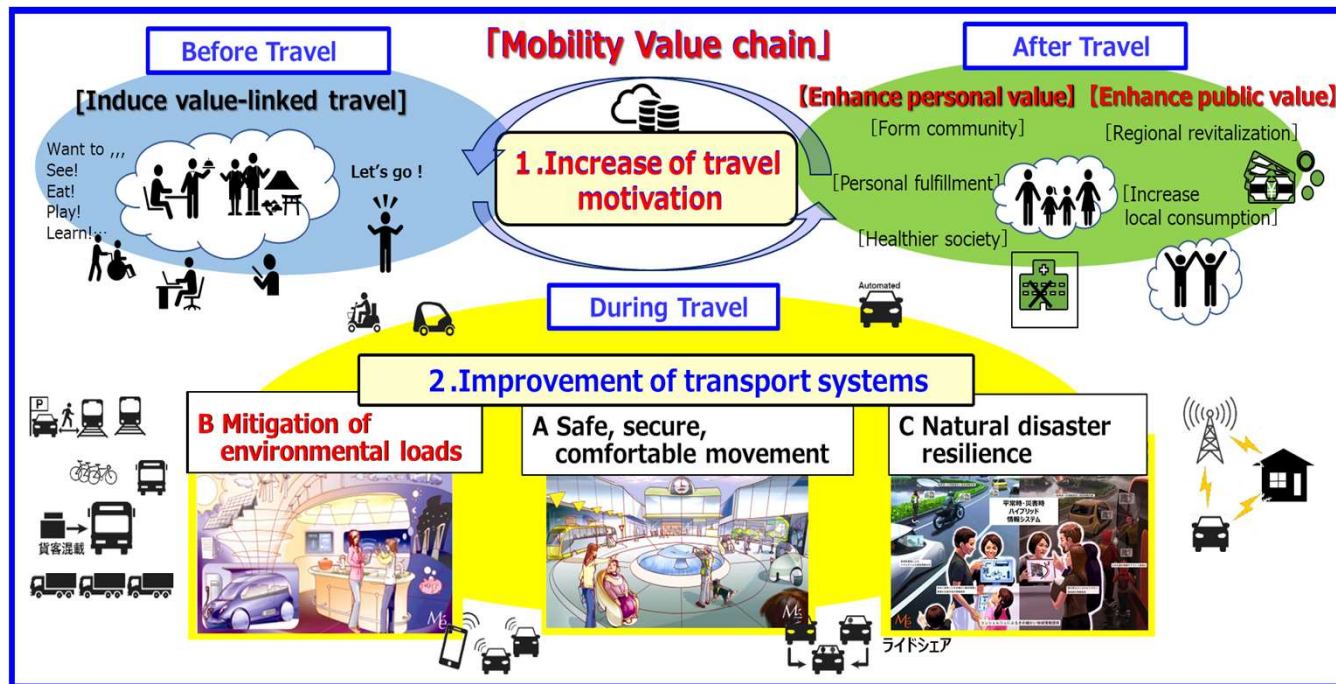 「Mobility Value chain」
Before Travel
[Induce value-linked travel]
Want to ,,,
See!
Eat!
Play!
Learn!…
Let's go !
1.Increase of travel
motivation
After Travel
【Enhance personal value】【Enhance public value】
[Form community]
[Regional revitalization]
[Personal fulfillment]
[Increase
local consumption]
[Healthier society]
During Travel
Automated
2.Improvement of transport systems
B Mitigation of
environmental loads
A Safe, secure,
comfortable movement
C Natural disaster
resilience
P
貨客混載
平常時・災害時
ハイブリッド
情報システム
ライドシェア